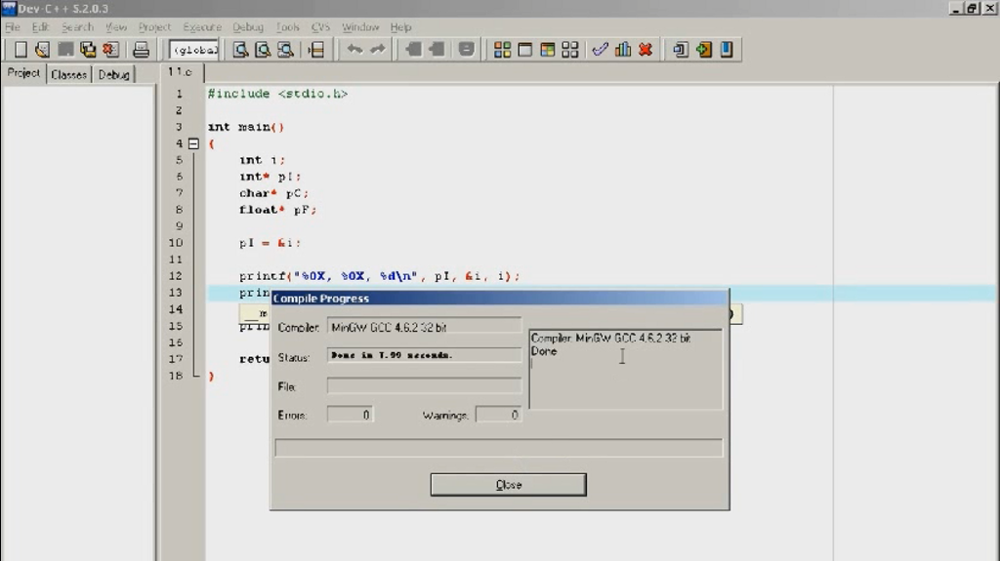 Dev-C++ 5.2.0.3
File Edit Search View Project Execute Debug Tools CVS Window Help
(global
Project Classes Debug
11.c
1 #include <stdio.h>
2
3 int main()
4 {
5 int i;
6 int* pI;
7 char* pC;
8 float* pF;
9
10 pI = &i;
11
12 printf("%0X, %0X, %d\n", pI, &i, i);
13 prin
14 __m )
15 prin
16
17 retu
18 }
Compile Progress
Compiler: MinGW GCC 4.6.2 32 bit
Status: Done in 1.99 seconds.
File:
Errors: 0 Warnings: 0
Compiler: MinGW GCC 4.6.2 32 bit
Done
Close